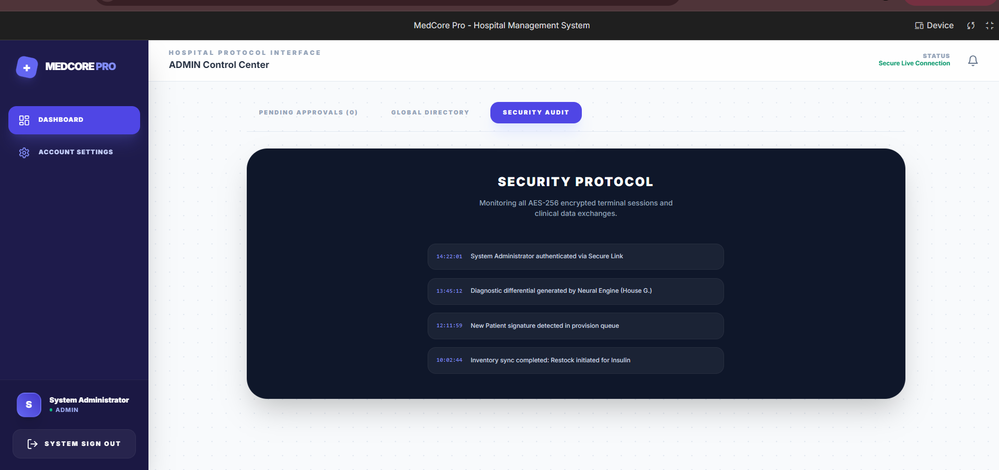 MedCore Pro - Hospital Management System
Device
MEDCORE PRO
HOSPITAL PROTOCOL INTERFACE
ADMIN Control Center
STATUS
Secure Live Connection
DASHBOARD
ACCOUNT SETTINGS
PENDING APPROVALS (0)
GLOBAL DIRECTORY
SECURITY AUDIT
SECURITY PROTOCOL
Monitoring all AES-256 encrypted terminal sessions and
clinical data exchanges.
14:22:01 System Administrator authenticated via Secure Link
13:45:12 Diagnostic differential generated by Neural Engine (House G.)
12:11:59 New Patient signature detected in provision queue
10:02:44 Inventory sync completed: Restock initiated for Insulin
S
System Administrator
ADMIN
SYSTEM SIGN OUT